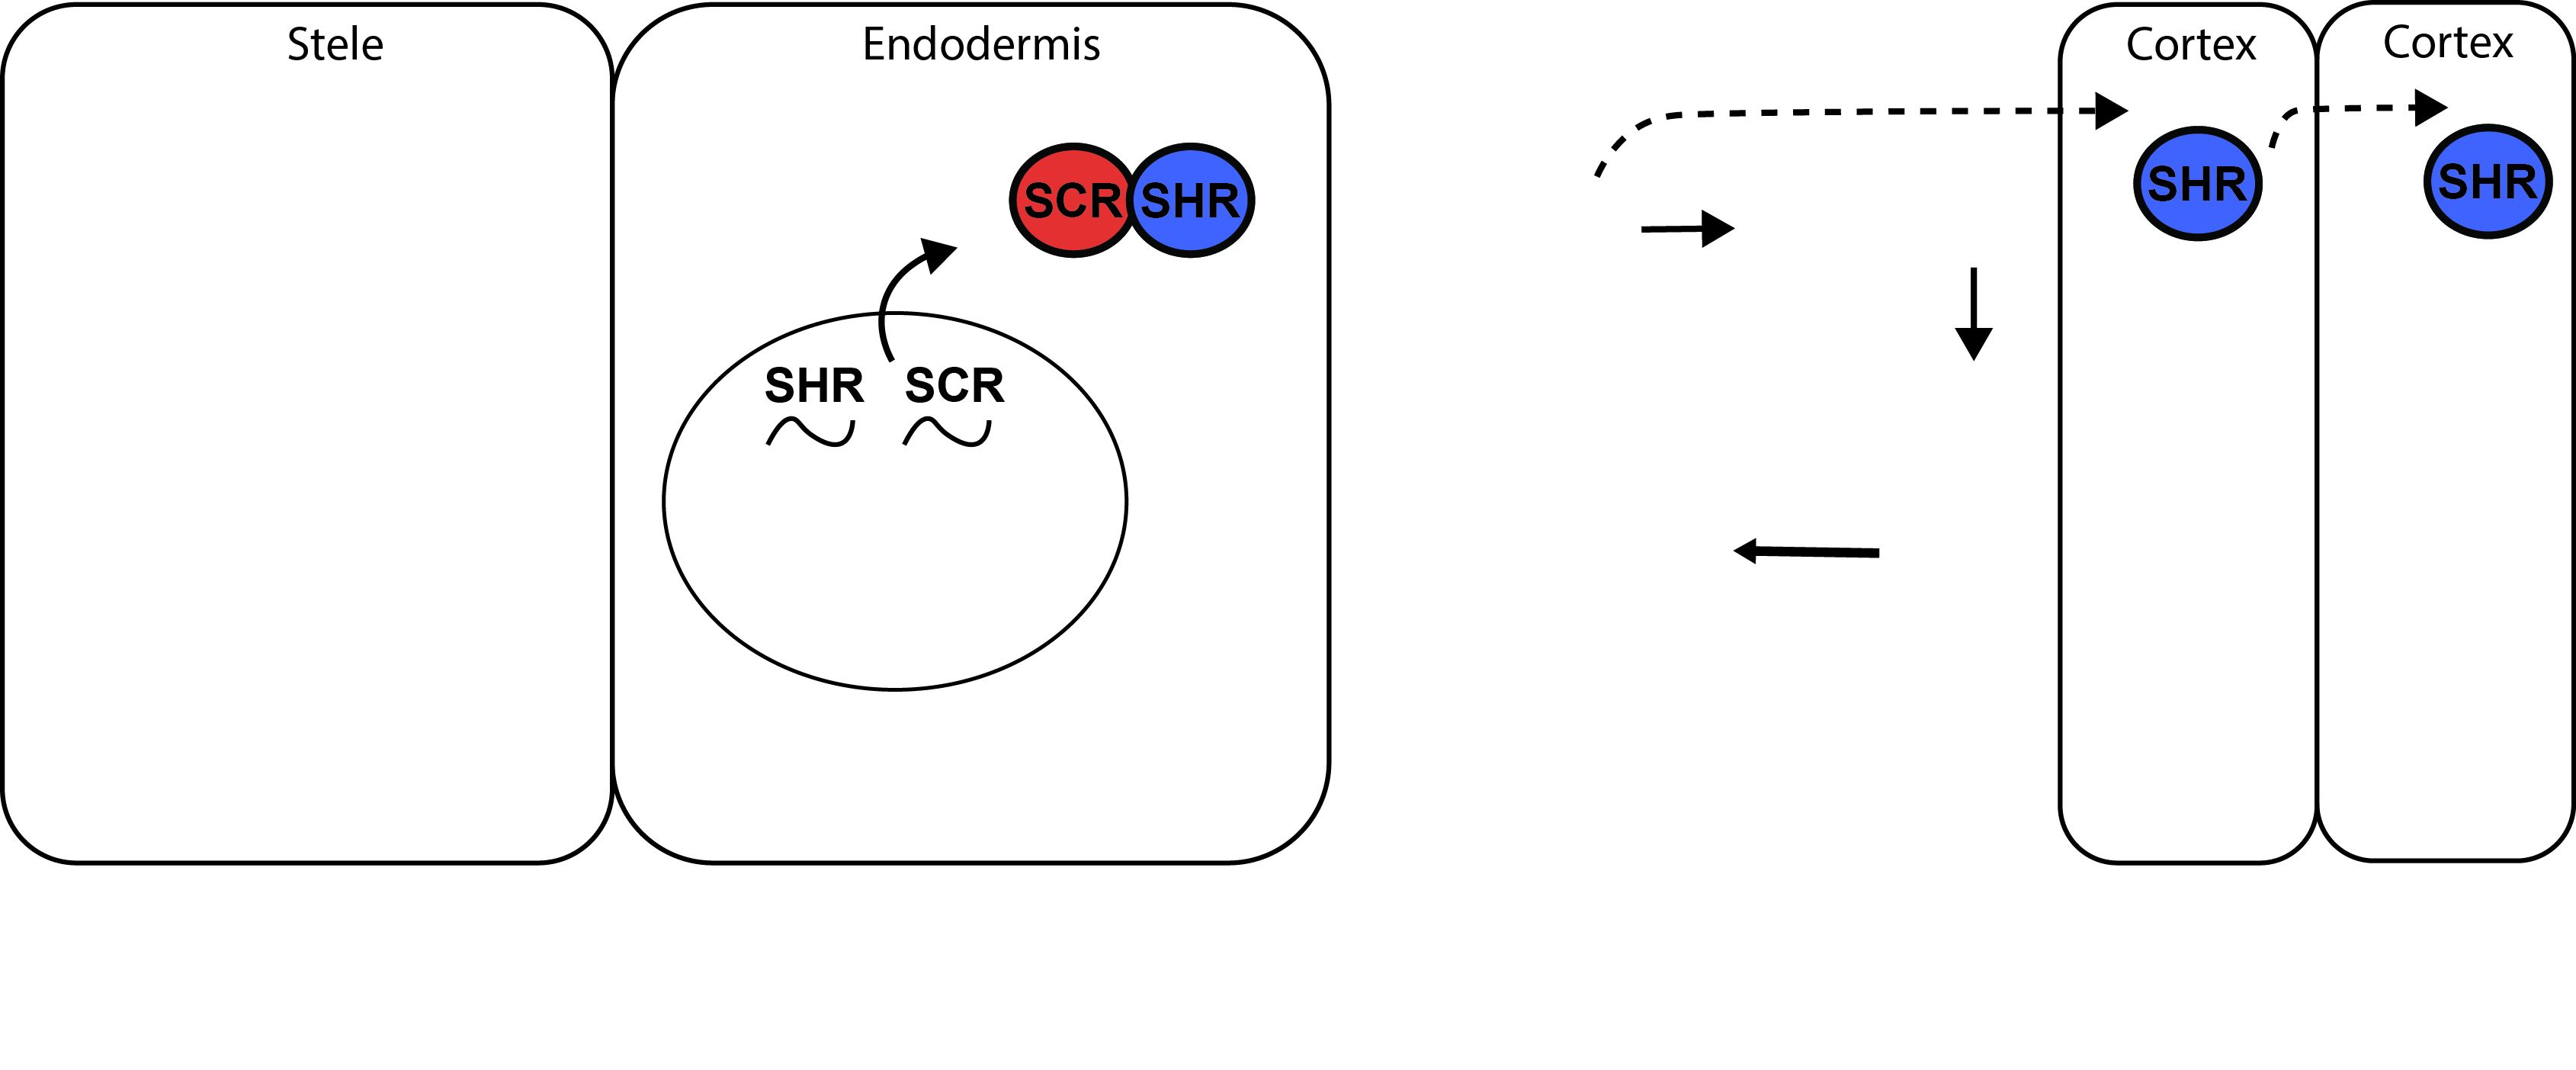 Stele
Endodermis
Cortex
Cortex
SCR
SHR
SHR
SHR
SHR
SCR